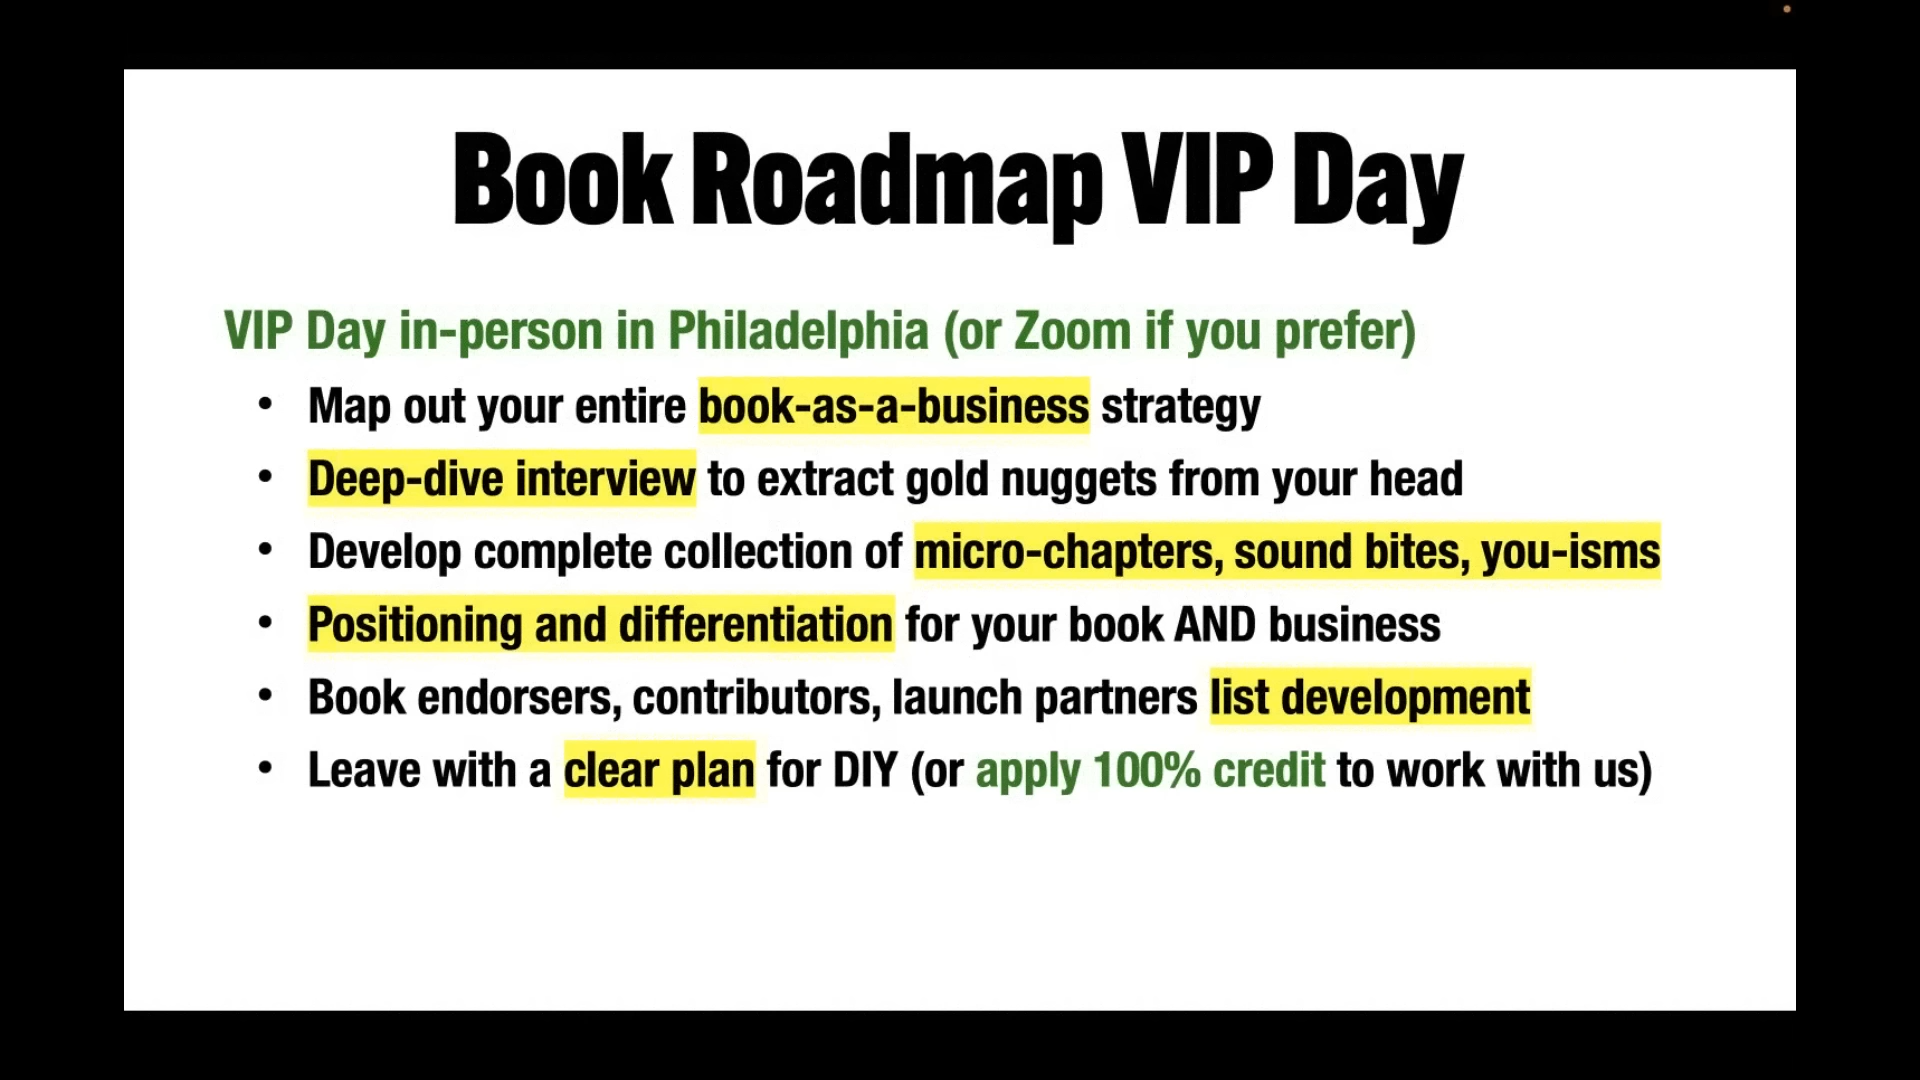 Book Roadmap VIP Day
VIP Day in-person in Philadelphia (or Zoom if you prefer)
• Map out your entire book-as-a-business strategy
• Deep-dive interview to extract gold nuggets from your head
• Develop complete collection of micro-chapters, sound bites, you-isms
• Positioning and differentiation for your book AND business
• Book endorsers, contributors, launch partners list development
• Leave with a clear plan for DIY (or apply 100% credit to work with us)